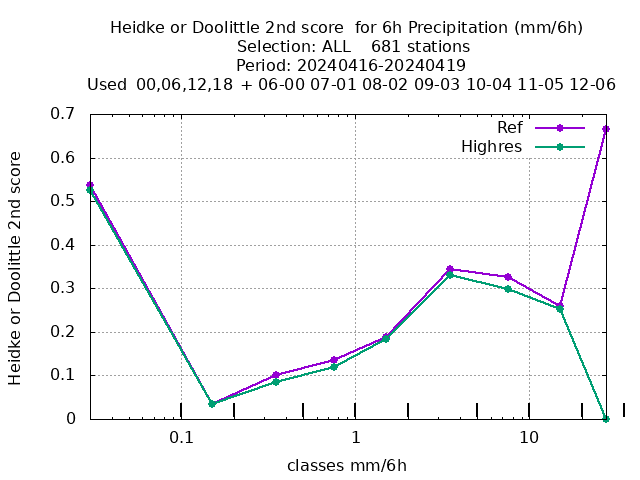 Heidke or Doolittle 2nd score  for 6h Precipitation (mm/6h)
Selection: ALL    681 stations
Period: 20240416-20240419
Used  00,06,12,18  + 06-00 07-01 08-02 09-03 10-04 11-05 12-06
Ref
Highres
0.7
0.6
0.5
0.4
0.3
0.2
0.1
0
Heidke or Doolittle 2nd score
0.1
1
10
classes mm/6h